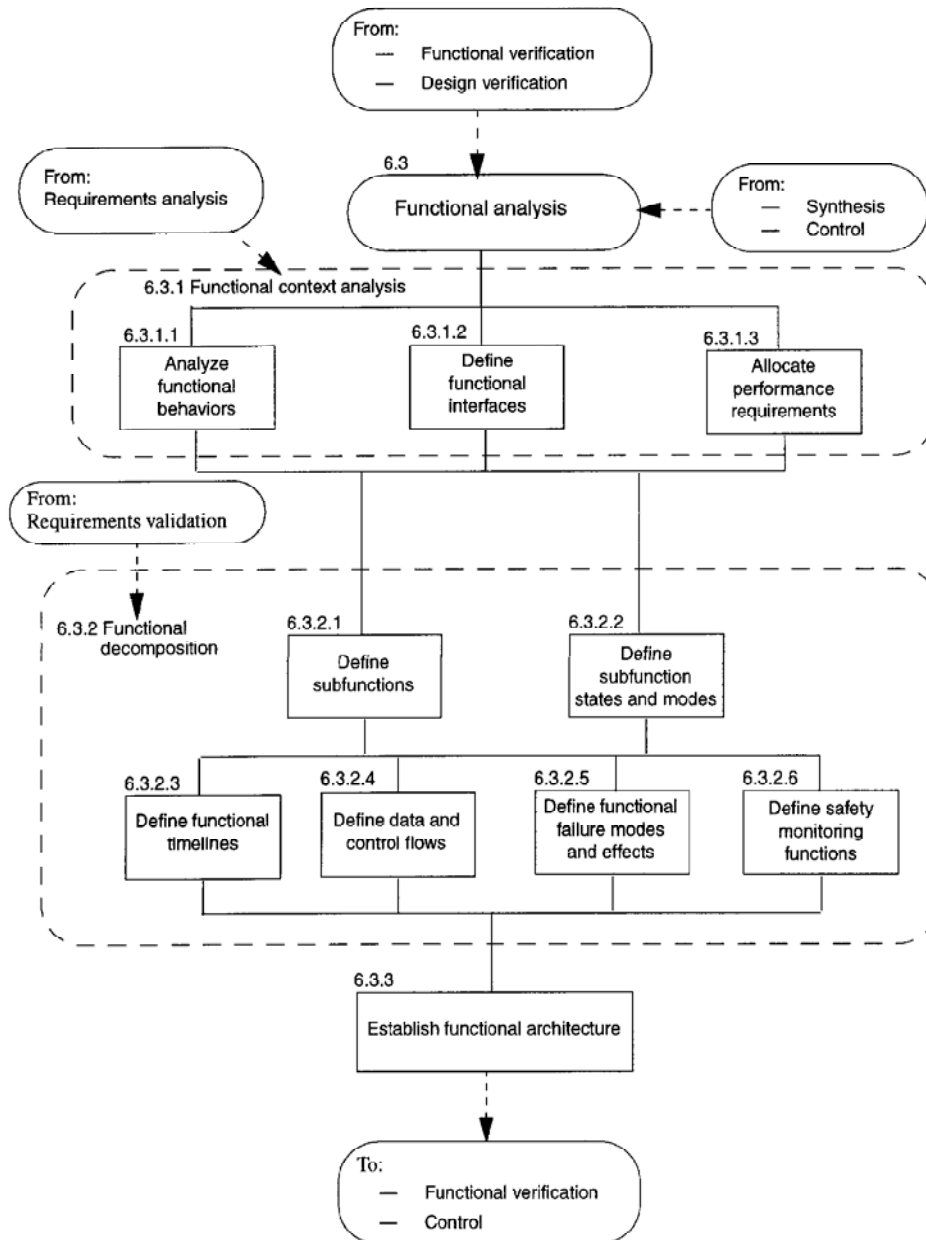 From:
— Functional verification
— Design verification
6.3
From:
Requirements analysis
Functional analysis
From:
— Synthesis
— Control
6.3.1 Functional context analysis
6.3.1.1
6.3.1.2
6.3.1.3
Analyze
functional
behaviors
Define
functional
interfaces
Allocate
performance
requirements
From:
Requirements validation
6.3.2 Functional
decomposition
6.3.2.1
6.3.2.2
Define
subfunctions
Define
subfunction
states and modes
6.3.2.3
6.3.2.4
6.3.2.5
6.3.2.6
Define functional
timelines
Define data and
control flows
Define functional
failure modes
and effects
Define safety
monitoring
functions
6.3.3
Establish functional architecture
To:
— Functional verification
— Control